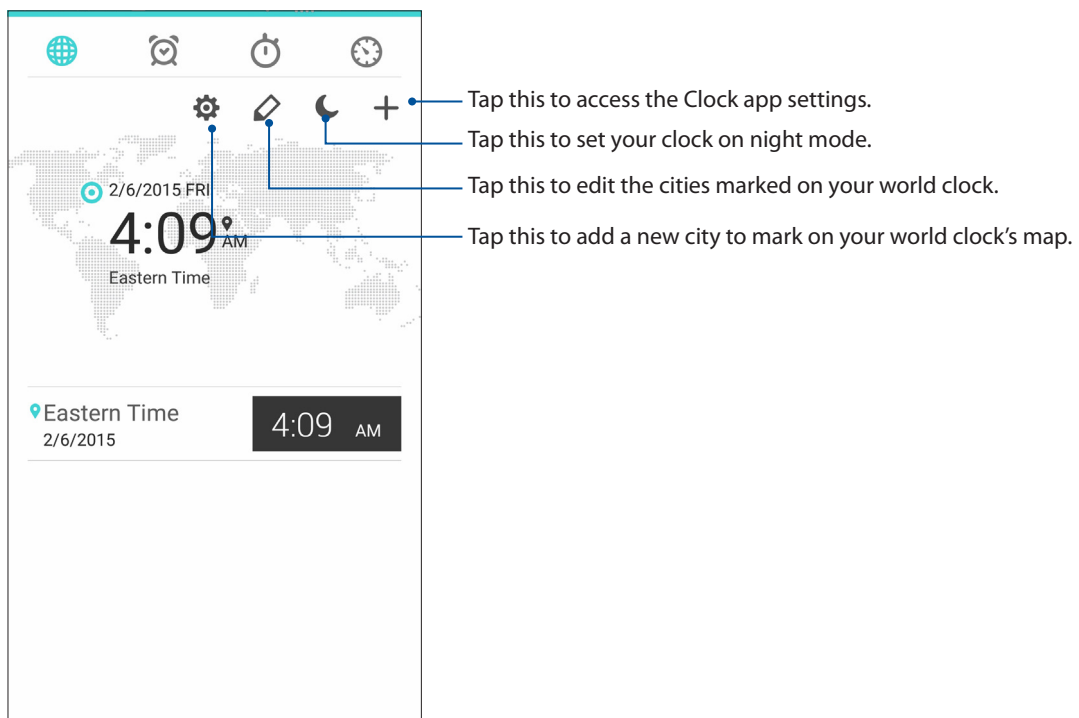 Tap this to access the Clock app settings.
Tap this to set your clock on night mode.
2/6/2015 FRI
Tap this to edit the cities marked on your world clock.
4:09 AM
Tap this to add a new city to mark on your world clock’s map.
Eastern Time
Eastern Time
4:09 AM
2/6/2015